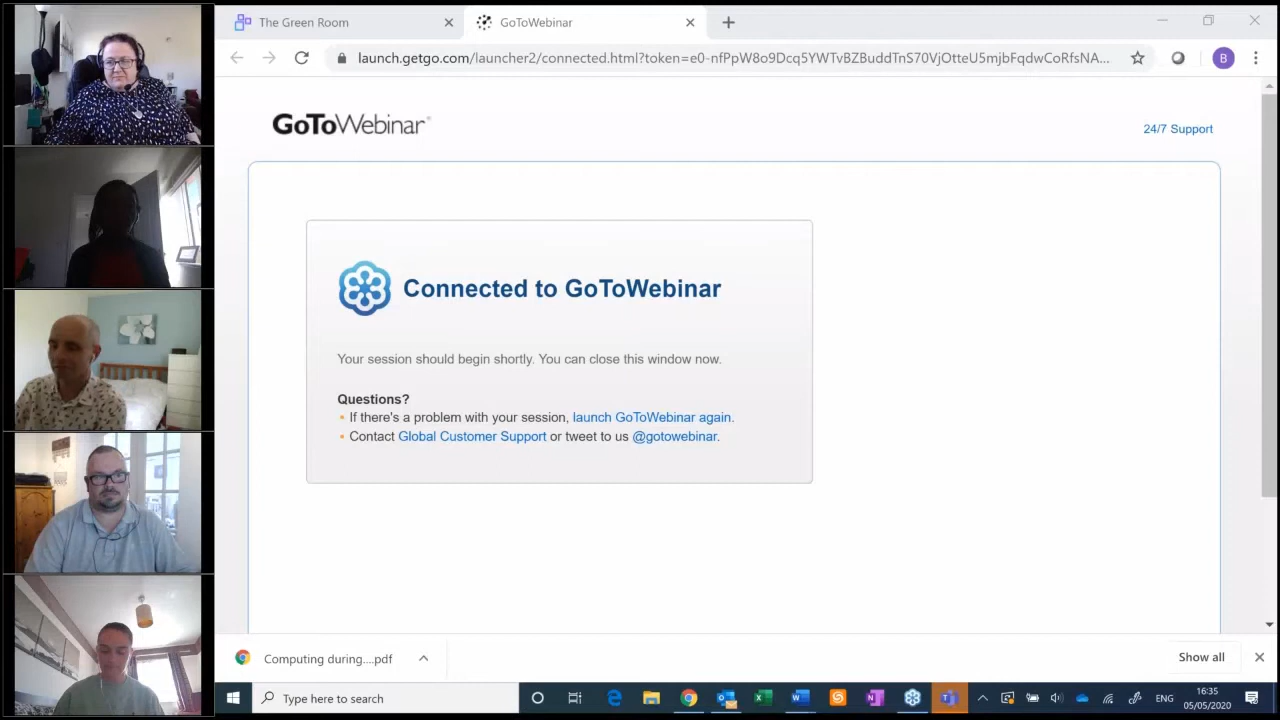 The Green Room
GoToWebinar
launch.getgo.com/launcher2/connected.html?token=e0-nfPpW8o9Dcq5YWTvBZBuddTnS70VjOtteU5mjbFqdwCoRfsNA...
B
GoToWebinar
24/7 Support
Connected to GoToWebinar
Your session should begin shortly. You can close this window now.
Questions?
If there's a problem with your session, launch GoToWebinar again.
Contact Global Customer Support or tweet to us @gotowebinar.
Computing during....pdf
Show all
Type here to search
ENG
16:35
05/05/2020